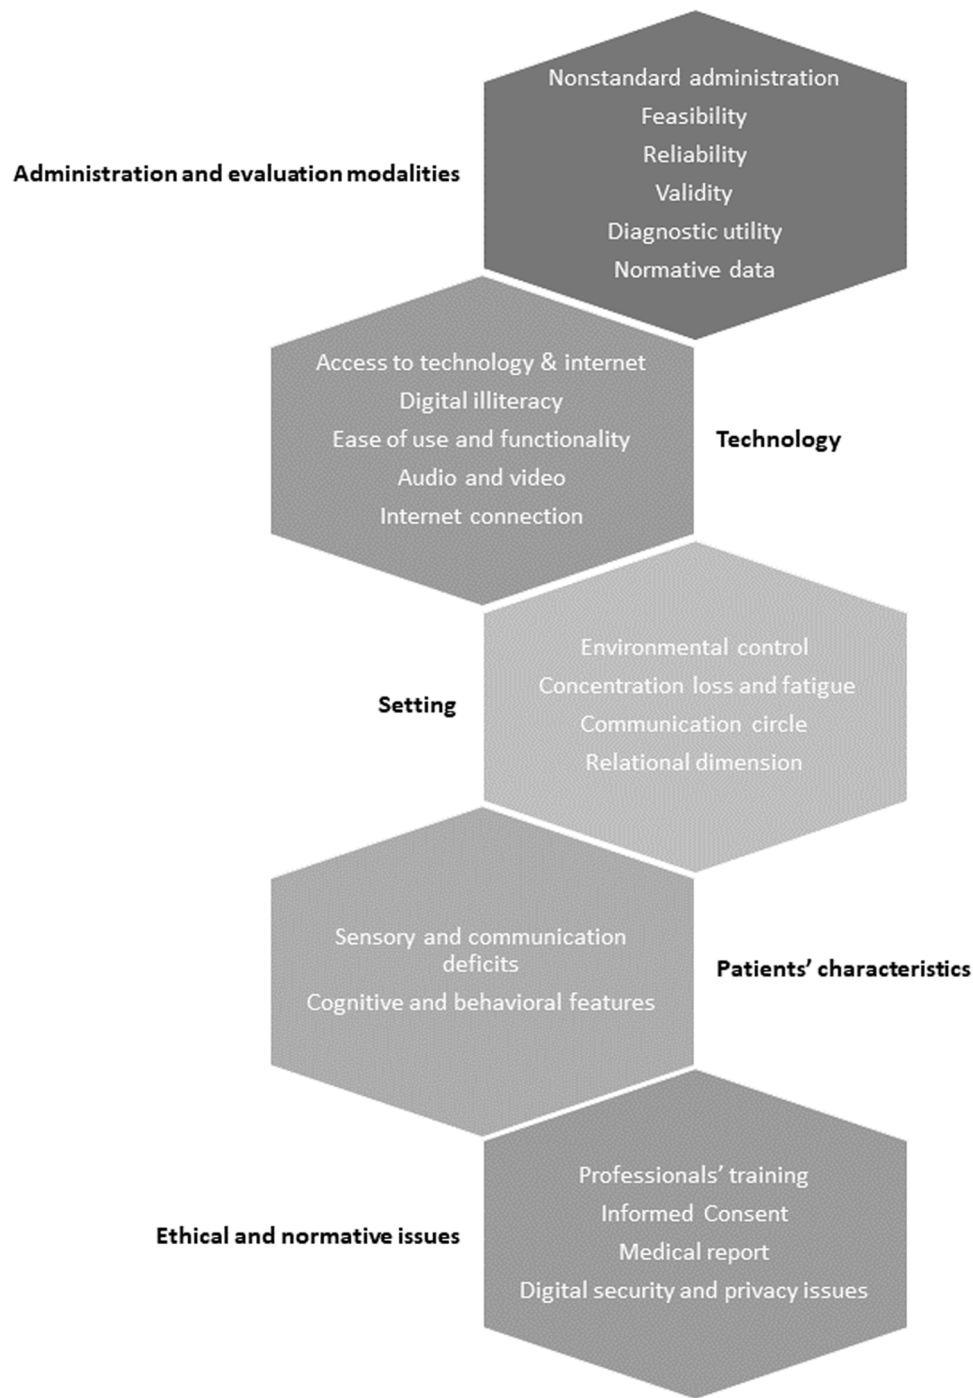 Administration and evaluation modalities
Nonstandard administration
Feasibility
Reliability
Validity
Diagnostic utility
Normative data
Access to technology & internet
Digital illiteracy
Ease of use and functionality
Audio and video
Internet connection
Technology
Setting
Environmental control
Concentration loss and fatigue
Communication circle
Relational dimension
Sensory and communication
deficits
Cognitive and behavioral features
Patients’ characteristics
Ethical and normative issues
Professionals’ training
Informed Consent
Medical report
Digital security and privacy issues